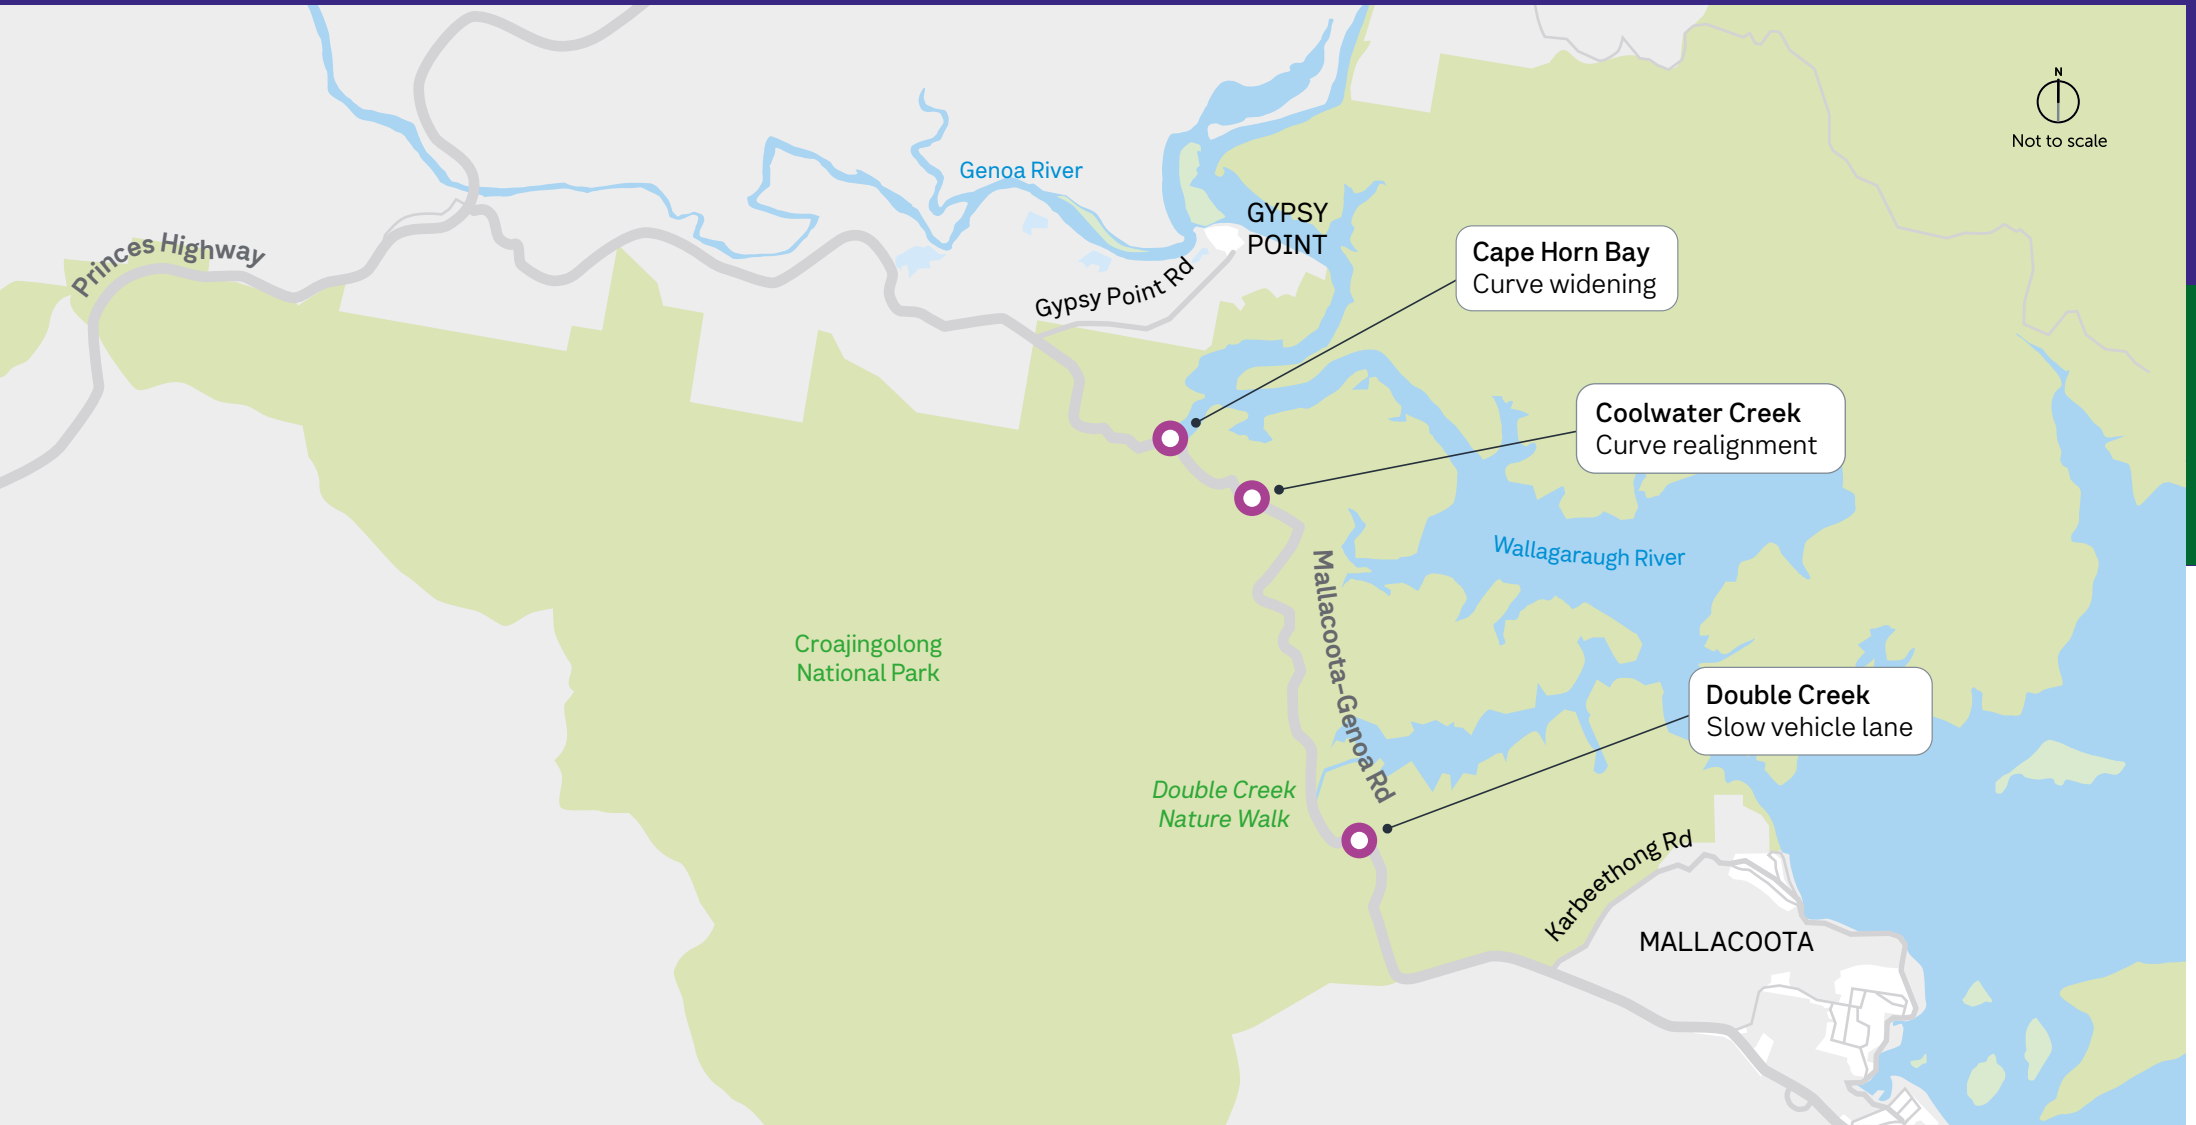 N
Not to scale
Genoa River
GYPSY
POINT
Princes Highway
Gypsy Point Rd
Cape Horn Bay
Curve widening
Coolwater Creek
Curve realignment
Wallagaraugh River
Mallacoota-Genoa Rd
Croajingolong
National Park
Double Creek
Slow vehicle lane
Double Creek
Nature Walk
Karbeethong Rd
MALLACOOTA